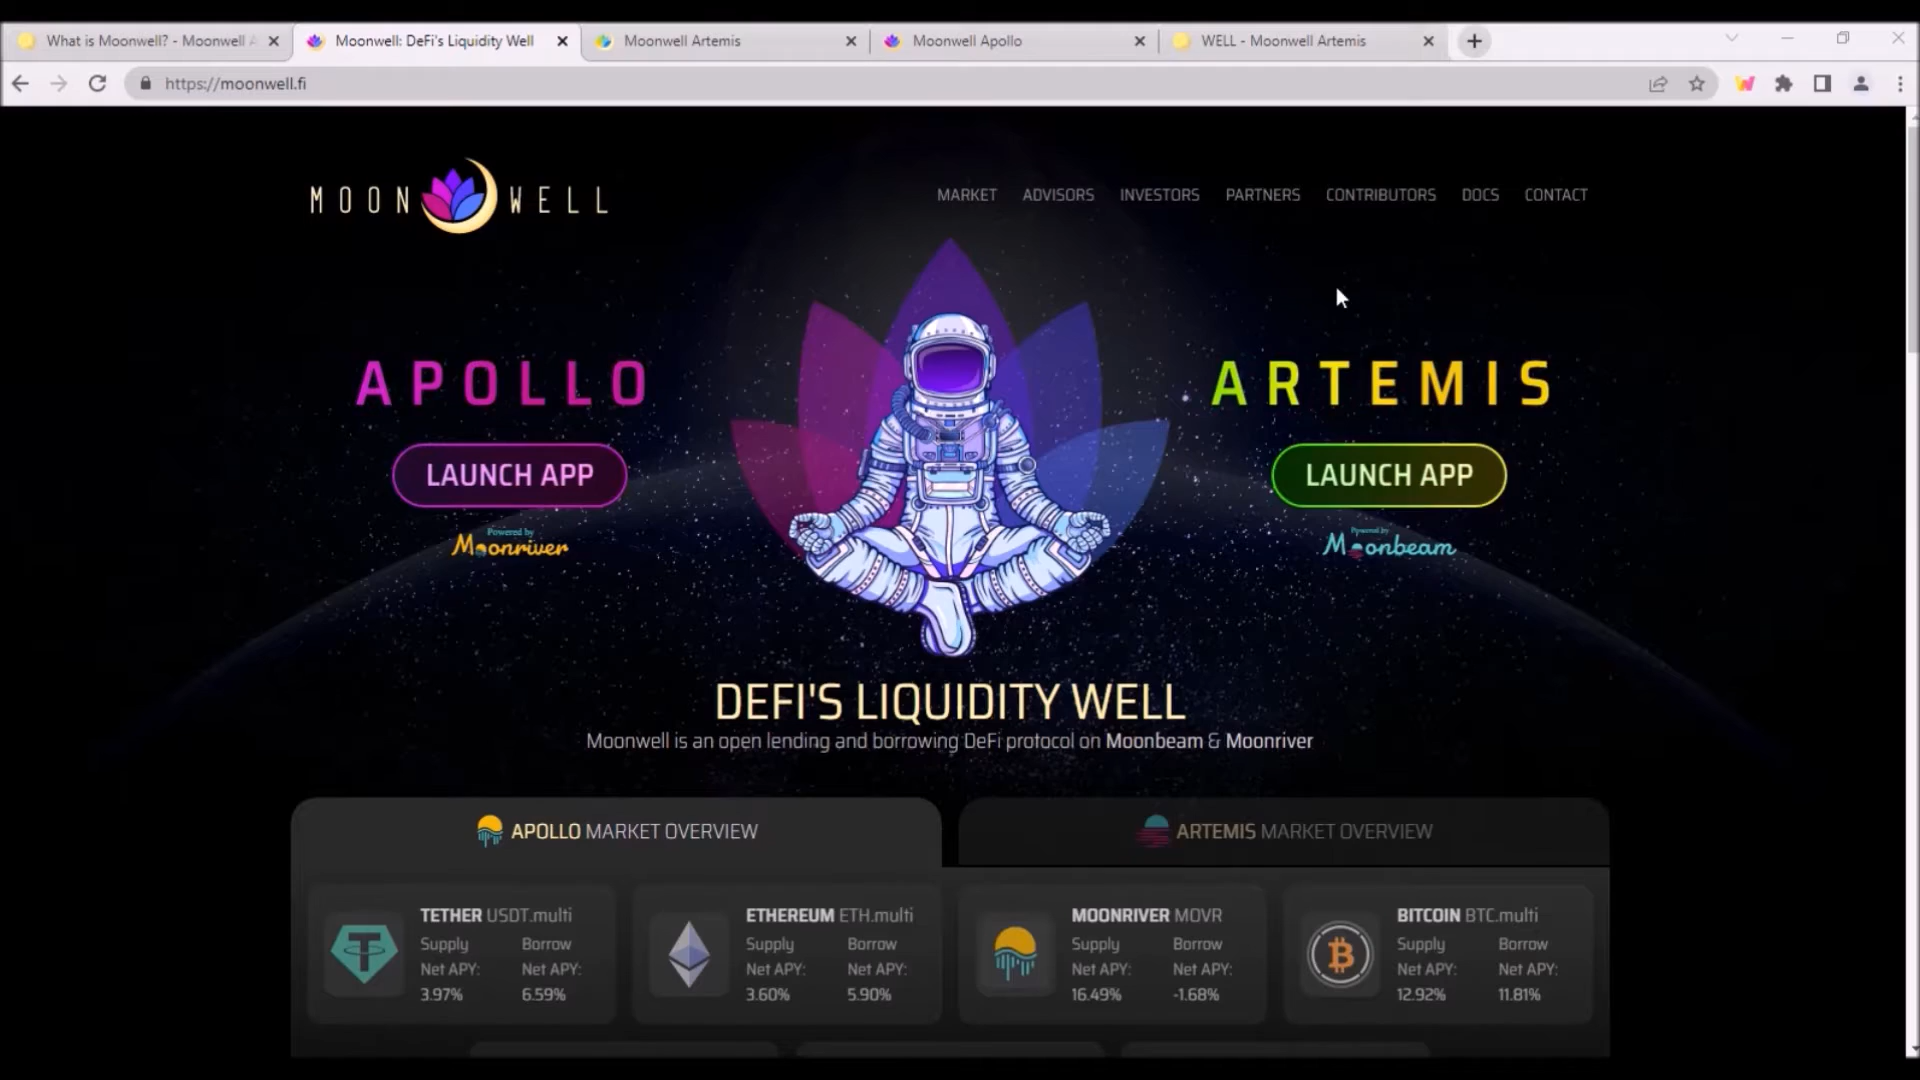 What is Moonwell? - Moonwell A
Moonwell: DeFi's Liquidity Well
Moonwell Artemis
Moonwell Apollo
WELL - Moonwell Artemis
https://moonwell.fi
MOONWELL
MARKET
ADVISORS
INVESTORS
PARTNERS
CONTRIBUTORS
DOCS
CONTACT
APOLLO
LAUNCH APP
Powered by
Moonriver
ARTEMIS
LAUNCH APP
Powered by
Moonbeam
DEFI'S LIQUIDITY WELL
Moonwell is an open lending and borrowing DeFi protocol on Moonbeam & Moonriver
APOLLO MARKET OVERVIEW
ARTEMIS MARKET OVERVIEW
TETHER USDT.multi
Supply Borrow
Net APY: Net APY:
3.97% 6.59%
ETHEREUM ETH.multi
Supply Borrow
Net APY: Net APY:
3.60% 5.90%
MOONRIVER MOVR
Supply Borrow
Net APY: Net APY:
16.49% -1.68%
BITCOIN BTC.multi
Supply Borrow
Net APY: Net APY:
12.92% 11.81%